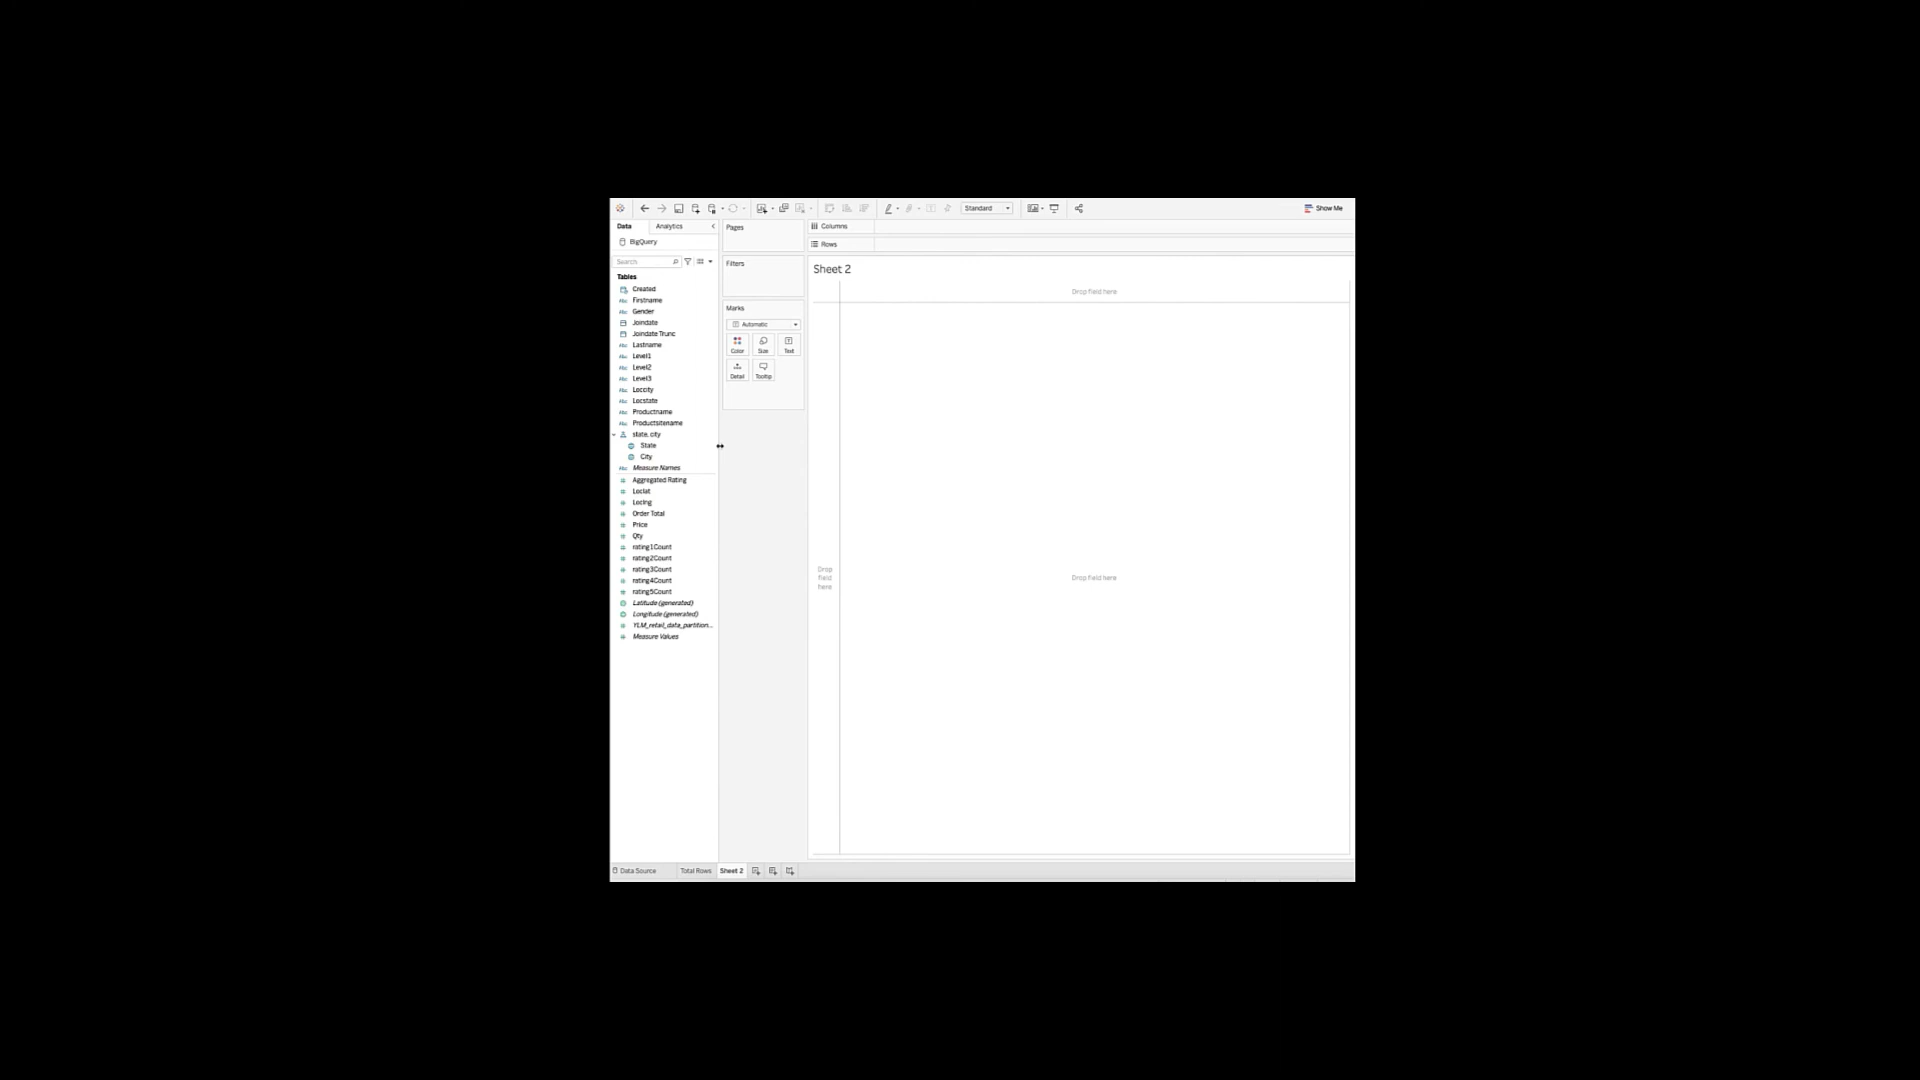 Standard
Show Me
Data
Analytics
BigQuery
Search
Tables
Created
Firstname
Gender
Joindate
Joindate Trunc
Lastname
Level1
Level2
Level3
Loccity
Locstate
Productname
Productsitename
state, city
State
City
Measure Names
Aggregated Rating
Loclat
Loclng
Order Total
Price
Qty
rating1Count
rating2Count
rating3Count
rating4Count
rating5Count
Latitude (generated)
Longitude (generated)
YLM_retail_data_partition...
Measure Values
Pages
Filters
Marks
Automatic
Color
Size
Text
Detail
Tooltip
Columns
Rows
Sheet 2
Drop field here
Drop
field
here
Drop field here
Data Source
Total Rows
Sheet 2